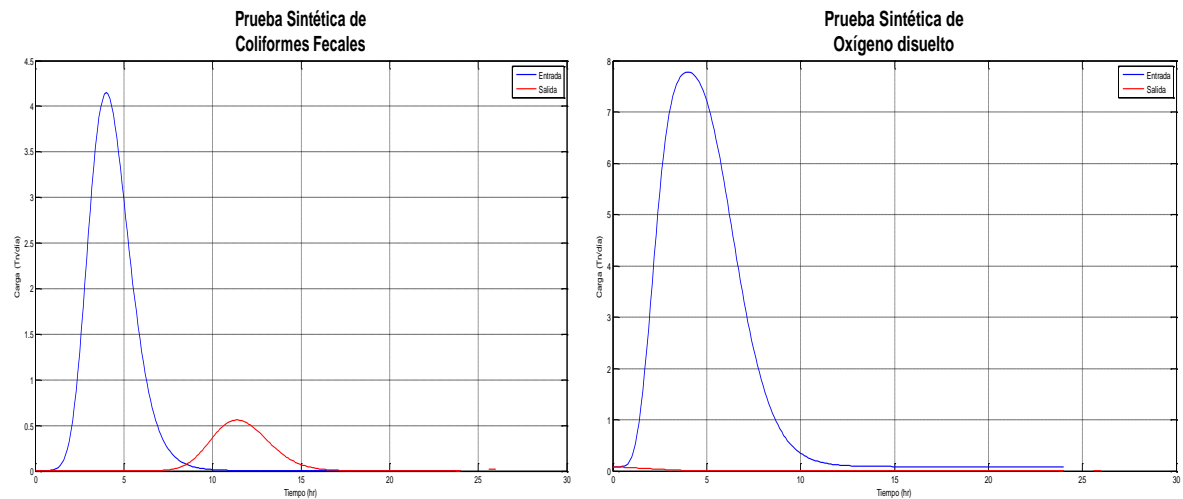 Prueba Sintética de
Coliformes Fecales
4.5
4
3.5
3
2.5
2
1.5
1
0.5
0
Carga (Tn/día)
0 5 10 15 20 25 30
Tiempo (hr)
Entrada
Salida
Prueba Sintética de
Oxígeno disuelto
8
7
6
5
4
3
2
1
0
Carga (Tn/día)
0 5 10 15 20 25 30
Tiempo (hr)
Entrada
Salida